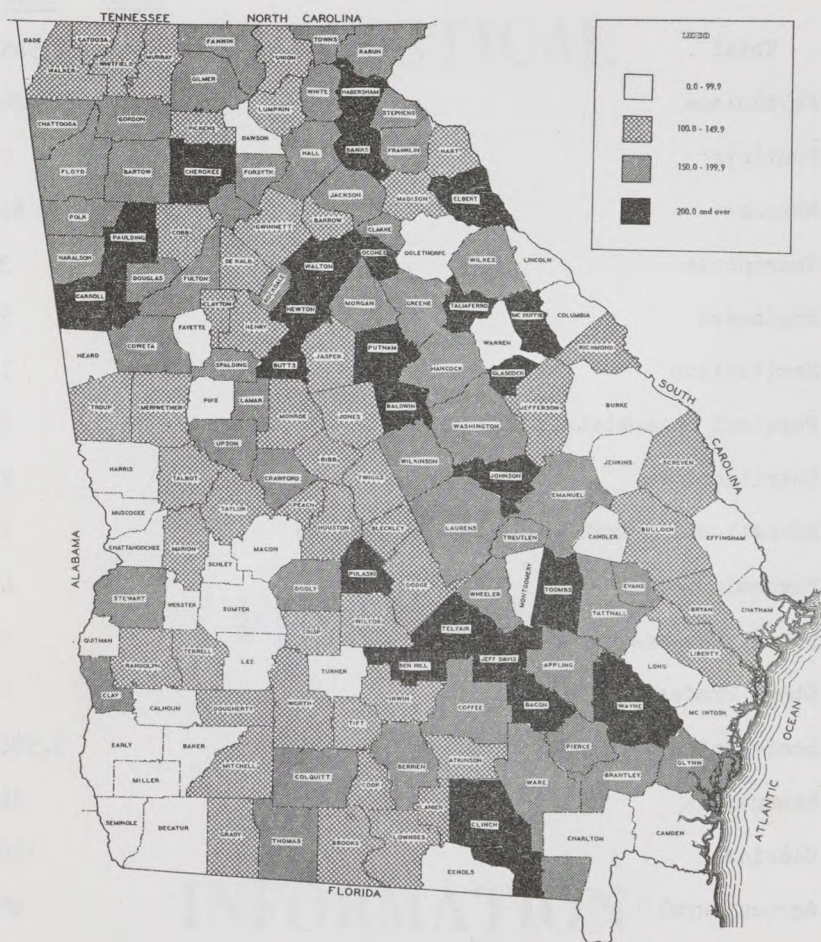 TENNESSEE
NORTH CAROLINA
LEGEND
0.0 - 99.9
100.0 - 149.9
150.0 - 199.9
200.0 and over
DADE
CATOOSA
WALKER
WHITFIELD
MURRAY
FANNIN
UNION
TOWNS
RABUN
GILMER
LUMPKIN
WHITE
HABERSHAM
STEPHENS
CHATTOOGA
GORDON
PICKENS
DAWSON
HALL
BANKS
FRANKLIN
HART
FLOYD
BARTOW
CHEROKEE
FORSYTH
JACKSON
MADISON
ELBERT
POLK
PAULDING
COBB
GWINNETT
BARROW
CLARKE
OGLETHORPE
HARALSON
DOUGLAS
FULTON
DE KALB
WALTON
OCONEE
WILKES
LINCOLN
CARROLL
CLAYTON
ROCKDALE
NEWTON
MORGAN
GREENE
TALIAFERRO
MC DUFFIE
COLUMBIA
HEARD
COWETA
FAYETTE
HENRY
BUTTS
JASPER
PUTNAM
HANCOCK
WARREN
GLASCOCK
RICHMOND
SPALDING
TROUP
MERIWETHER
PIKE
LAMAR
MONROE
JONES
BALDWIN
WASHINGTON
JEFFERSON
BURKE
SOUTH CAROLINA
HARRIS
TALBOT
UPSON
CRAWFORD
BIBB
TWIGGS
WILKINSON
JOHNSON
JENKINS
SCREVEN
MUSCOGEE
TAYLOR
PEACH
HOUSTON
BLECKLEY
LAURENS
EMANUEL
CHATTAHOOCHEE
MARION
SCHLEY
MACON
TREUTLEN
CANDLER
BULLOCH
EFFINGHAM
ALABAMA
STEWART
WEBSTER
SUMTER
DOOLY
PULASKI
DODGE
WHEELER
MONTGOMERY
TOOMBS
TATTNALL
EVANS
BRYAN
CHATHAM
QUITMAN
RANDOLPH
TERRELL
LEE
CRISP
WILCOX
TELFAIR
JEFF DAVIS
APPLING
LONG
LIBERTY
CLAY
CALHOUN
DOUGHERTY
WORTH
TURNER
BEN HILL
IRWIN
TIFT
COFFEE
BACON
WAYNE
MC INTOSH
EARLY
BAKER
MILLER
MITCHELL
COLQUITT
COOK
BERRIEN
ATKINSON
WARE
PIERCE
BRANTLEY
GLYNN
SEMINOLE
DECATUR
GRADY
THOMAS
BROOKS
LOWNDES
LANIER
CLINCH
ECHOLS
CHARLTON
CAMDEN
ATLANTIC OCEAN
FLORIDA